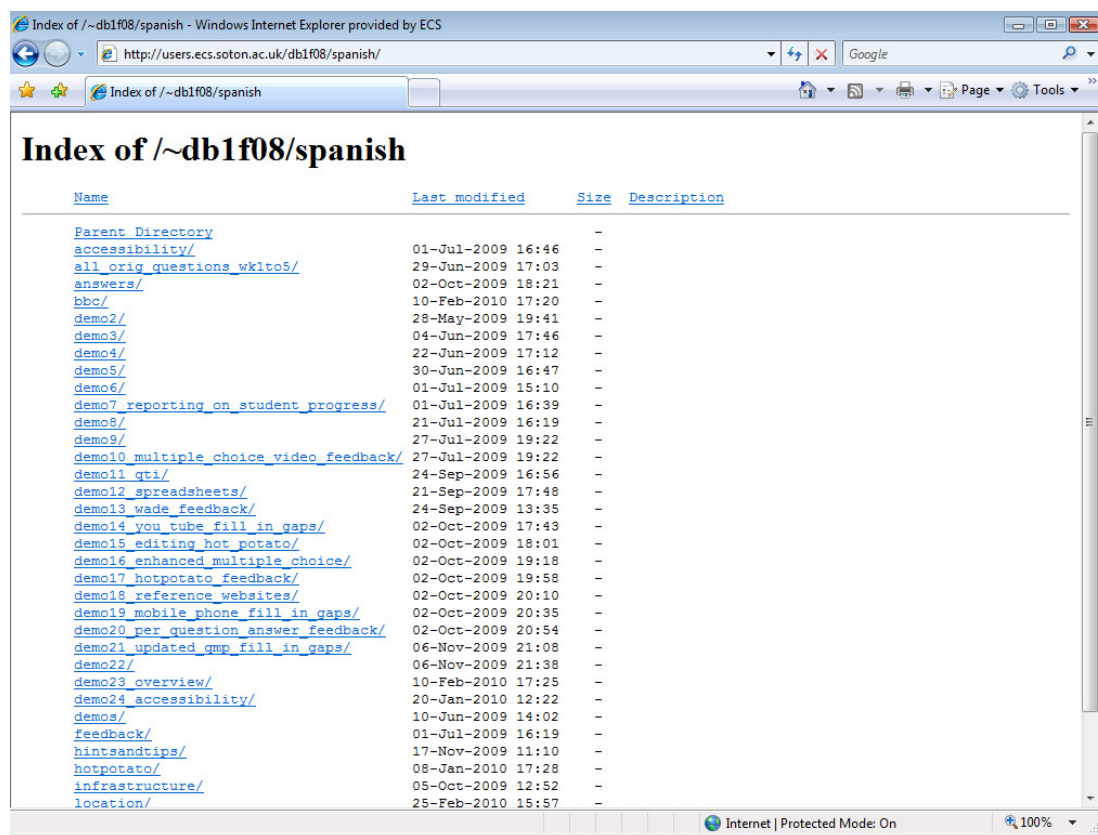 Index of /~db1f08/spanish - Windows Internet Explorer provided by ECS
http://users.ecs.soton.ac.uk/db1f08/spanish/ Google
Index of /~db1f08/spanish Page Tools »
Index of /~db1f08/spanish
Name Last modified Size Description
Parent Directory -
accessibility/ 01-Jul-2009 16:46 -
all_orig_questions_wk1to5/ 29-Jun-2009 17:03 -
answers/ 02-Oct-2009 18:21 -
bbc/ 10-Feb-2010 17:20 -
demo2/ 28-May-2009 19:41 -
demo3/ 04-Jun-2009 17:46 -
demo4/ 22-Jun-2009 17:12 -
demo5/ 30-Jun-2009 16:47 -
demo6/ 01-Jul-2009 15:10 -
demo7_reporting_on_student_progress/ 01-Jul-2009 16:39 -
demo8/ 21-Jul-2009 16:19 -
demo9/ 27-Jul-2009 19:22 -
demo10_multiple_choice_video_feedback/ 27-Jul-2009 19:22 -
demo11_qti/ 24-Sep-2009 16:56 -
demo12_spreadsheets/ 21-Sep-2009 17:48 -
demo13_wade_feedback/ 24-Sep-2009 13:35 -
demo14_you_tube_fill_in_gaps/ 02-Oct-2009 17:43 -
demo15_editing_hot_potato/ 02-Oct-2009 18:01 -
demo16_enhanced_multiple_choice/ 02-Oct-2009 19:18 -
demo17_hotpotato_feedback/ 02-Oct-2009 19:58 -
demo18_reference_websites/ 02-Oct-2009 20:10 -
demo19_mobile_phone_fill_in_gaps/ 02-Oct-2009 20:35 -
demo20_per_question_answer_feedback/ 02-Oct-2009 20:54 -
demo21_updated_qmp_fill_in_gaps/ 06-Nov-2009 21:08 -
demo22/ 06-Nov-2009 21:38 -
demo23_overview/ 10-Feb-2010 17:25 -
demo24_accessibility/ 20-Jan-2010 12:22 -
demos/ 10-Jun-2009 14:02 -
feedback/ 01-Jul-2009 16:19 -
hintsandtips/ 17-Nov-2009 11:10 -
hotpotato/ 08-Jan-2010 17:28 -
infrastructure/ 05-Oct-2009 12:52 -
location/ 25-Feb-2010 15:57 -
Internet | Protected Mode: On 100%